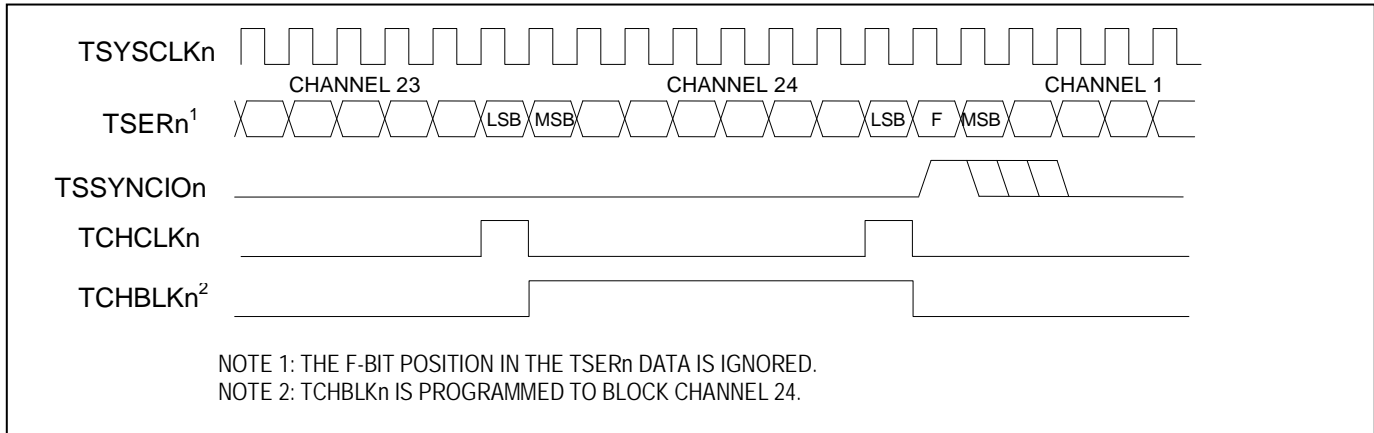 TSYSCLKn
CHANNEL 23 CHANNEL 24 CHANNEL 1
TSERn1 LSB MSB LSB F MSB
TSSYNCIOn
TCHCLKn
TCHBLKn2
NOTE 1: THE F-BIT POSITION IN THE TSERn DATA IS IGNORED.
NOTE 2: TCHBLKn IS PROGRAMMED TO BLOCK CHANNEL 24.